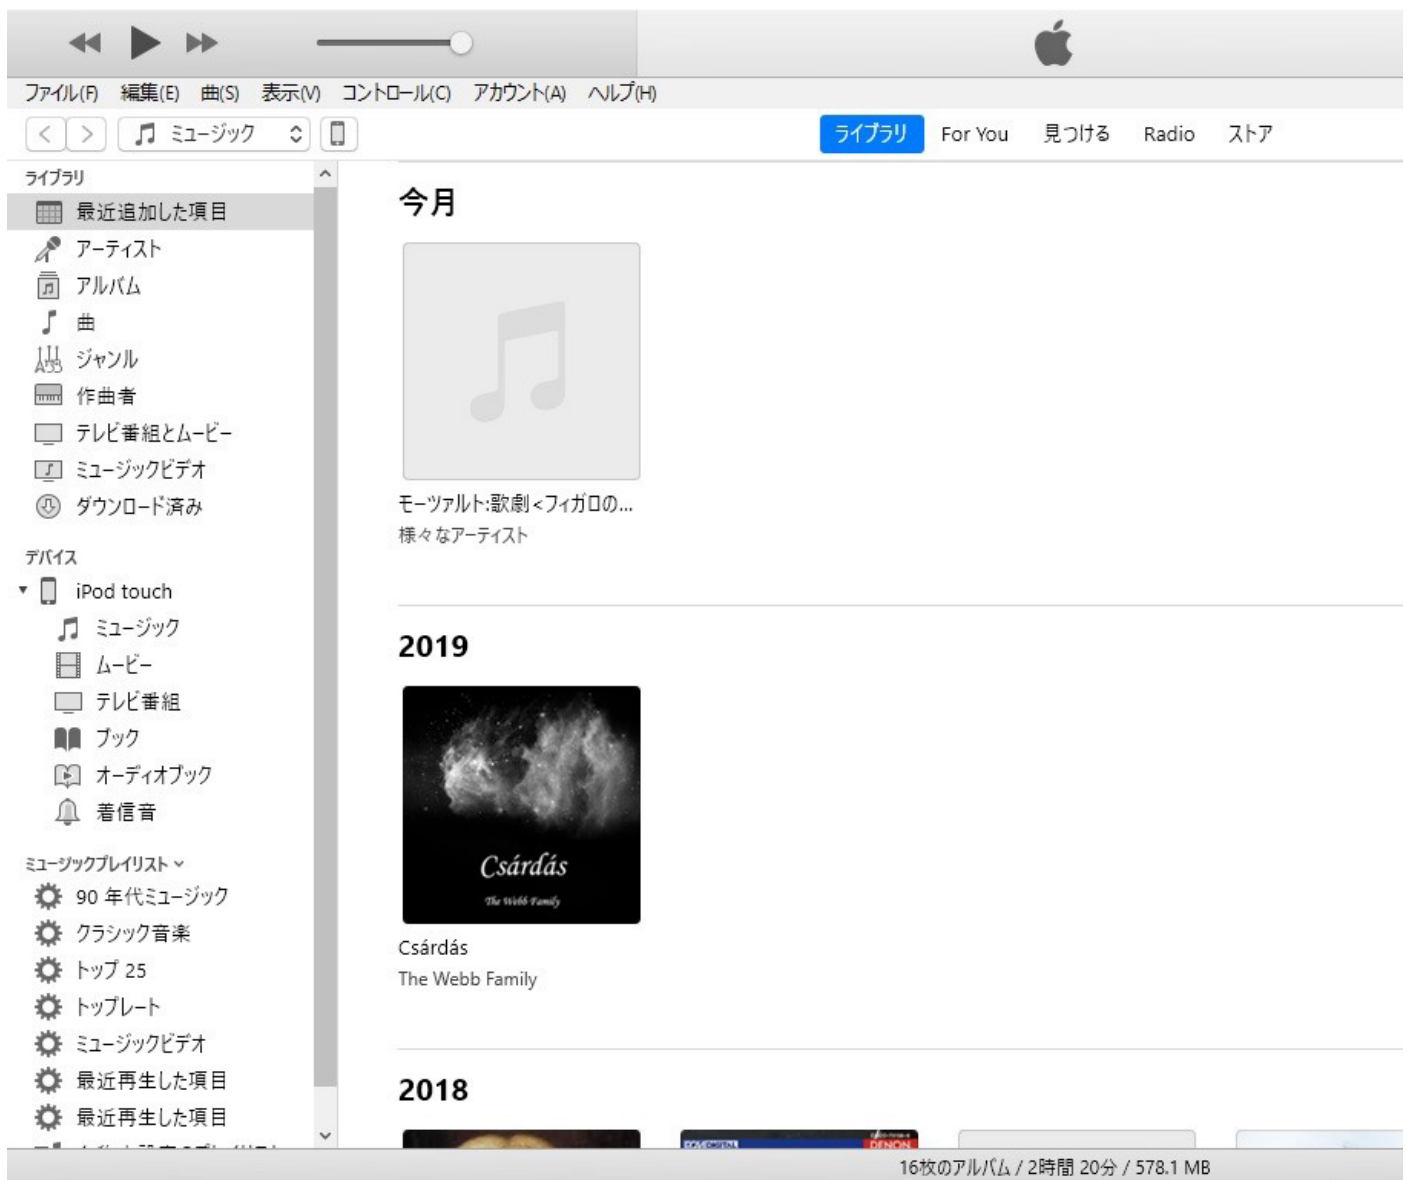 ファイル(F) 編集(E) 曲(S) 表示(V) コントロール(C) アカウント(A) ヘルプ(H)
ミュージック ライブラリ For You 見つける Radio ストア
ライブラリ
最近追加した項目
アーティスト
アルバム
曲
ジャンル
作曲者
テレビ番組とムービー
ミュージックビデオ
ダウンロード済み
デバイス
iPod touch
ミュージック
ムービー
テレビ番組
ブック
オーディオブック
着信音
ミュージックプレイリスト
90 年代ミュージック
クラシック音楽
トップ 25
トップレート
ミュージックビデオ
最近再生した項目
最近再生した項目
今月
モーツァルト:歌劇<フィガロの...
様々なアーティスト
2019
Csárdás
The Webb Family
Csárdás
The Webb Family
2018
DENON
16枚のアルバム / 2時間 20分 / 578.1 MB